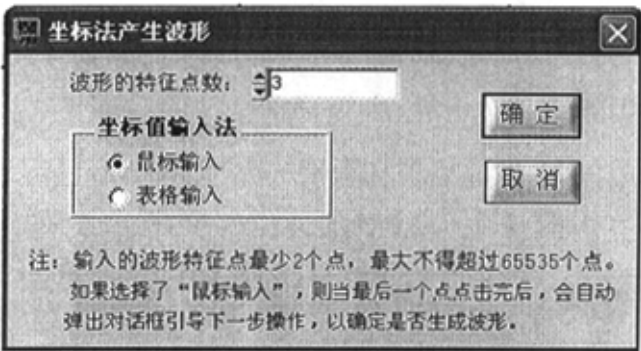 坐标法产生波形
波形的特征点数： 3
坐标值输入法
鼠标输入
表格输入
确 定
取 消
注：输入的波形特征点最少2个点，最大不得超过65535个点。
如果选择了“鼠标输入”，则当最后一个点点击完后，会自动
弹出对话框引导下一步操作，以确定是否生成波形。